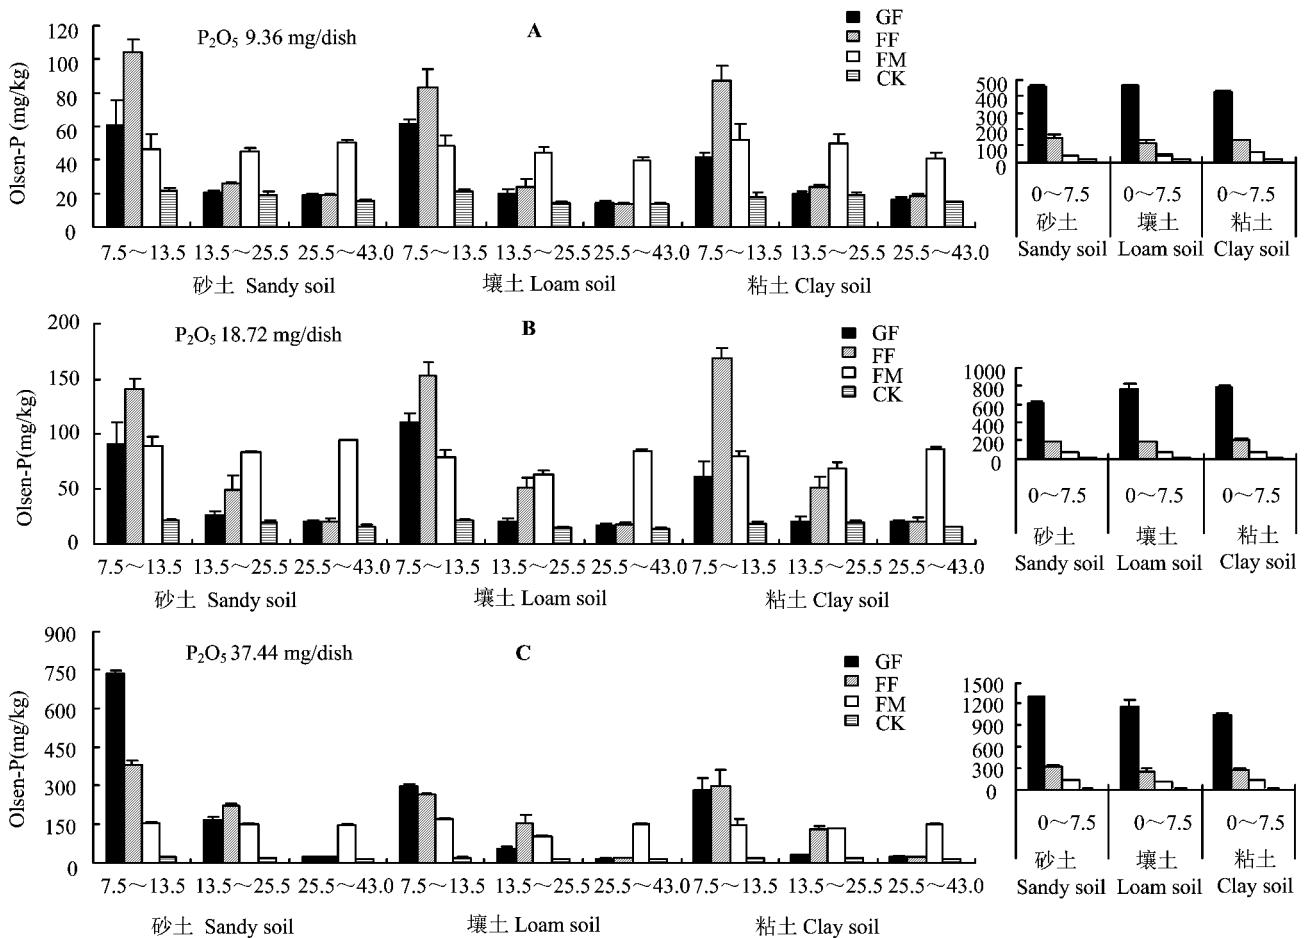 P₂O₅ 9.36 mg/dish
A
GF
FF
FM
CK
Olsen-P (mg/kg)
120
100
80
60
40
20
0
7.5～13.5 13.5～25.5 25.5～43.0 7.5～13.5 13.5～25.5 25.5～43.0 7.5～13.5 13.5～25.5 25.5～43.0
砂土 Sandy soil 壤土 Loam soil 粘土 Clay soil
500
400
300
200
100
0
0～7.5 0～7.5 0～7.5
砂土 壤土 粘土
Sandy soil Loam soil Clay soil
P₂O₅ 18.72 mg/dish
B
GF
FF
FM
CK
Olsen-P(mg/kg)
200
150
100
50
0
7.5～13.5 13.5～25.5 25.5～43.0 7.5～13.5 13.5～25.5 25.5～43.0 7.5～13.5 13.5～25.5 25.5～43.0
砂土 Sandy soil 壤土 Loam soil 粘土 Clay soil
1000
800
600
400
200
0
0～7.5 0～7.5 0～7.5
砂土 壤土 粘土
Sandy soil Loam soil Clay soil
P₂O₅ 37.44 mg/dish
C
GF
FF
FM
CK
Olsen-P(mg/kg)
900
750
600
450
300
150
0
7.5～13.5 13.5～25.5 25.5～43.0 7.5～13.5 13.5～25.5 25.5～43.0 7.5～13.5 13.5～25.5 25.5～43.0
砂土 Sandy soil 壤土 Loam soil 粘土 Clay soil
1500
1200
900
600
300
0
0～7.5 0～7.5 0～7.5
砂土 壤土 粘土
Sandy soil Loam soil Clay soil